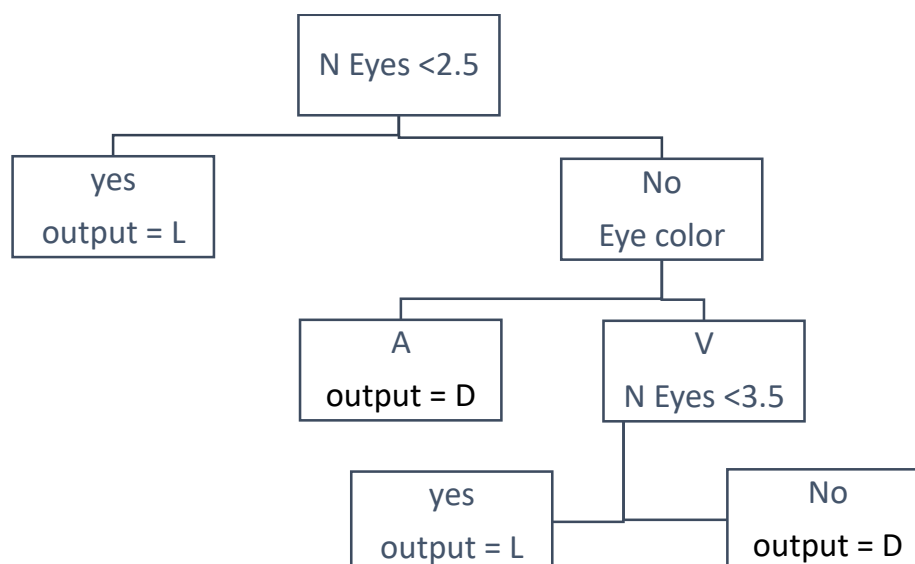 N Eyes <2.5
yes
output = L
No
Eye color
A
output = D
V
N Eyes <3.5
yes
output = L
No
output = D